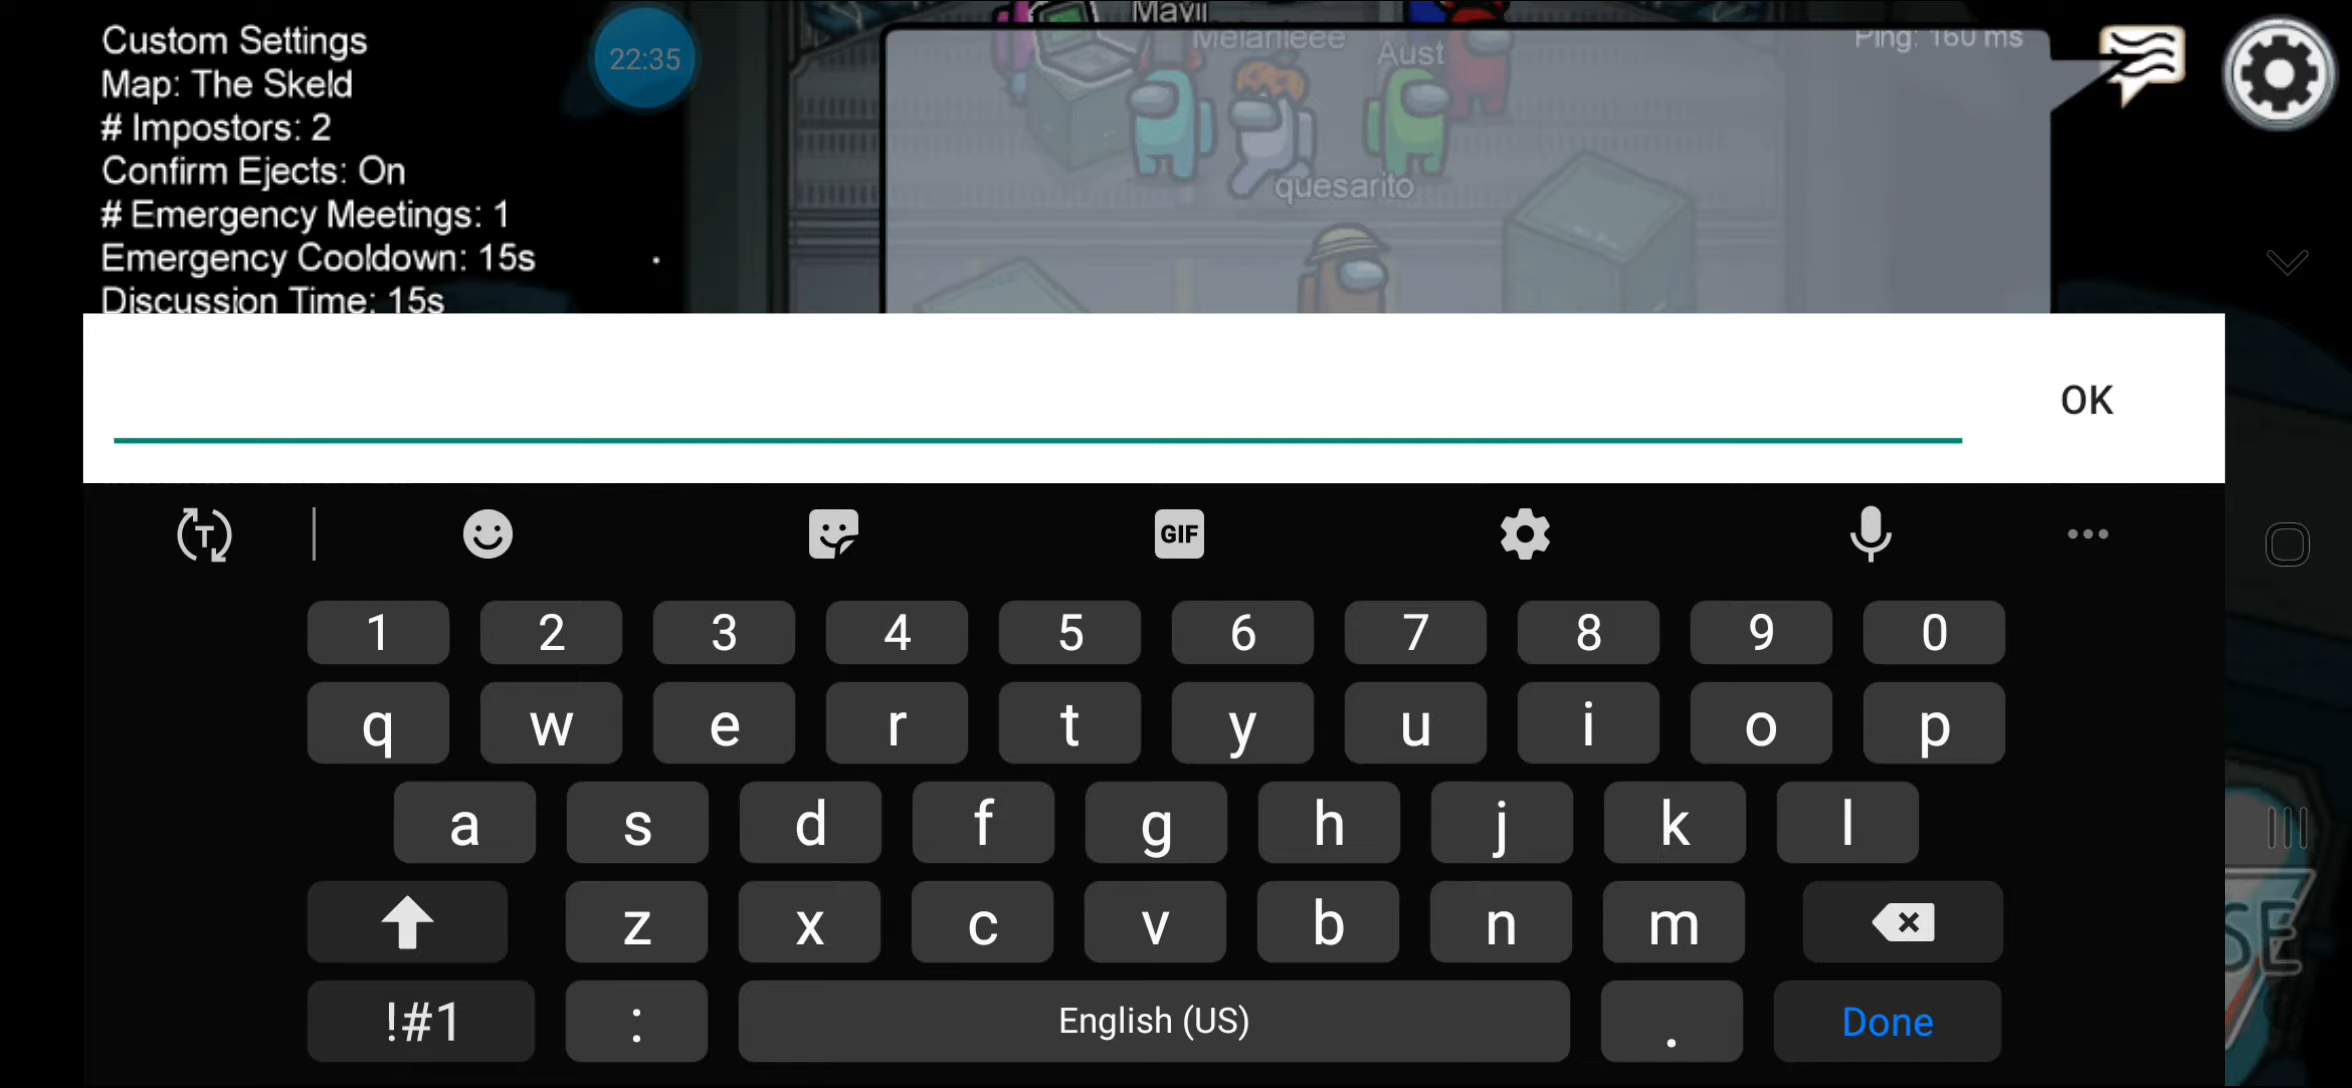 Custom Settings
Map: The Skeld
# Impostors: 2
Confirm Ejects: On
# Emergency Meetings: 1
Emergency Cooldown: 15s
Discussion Time: 15s
22:35
Mavii
Melanieee
Aust
quesarito
Ping: 160 ms
OK
T
GIF
1 2 3 4 5 6 7 8 9 0
q w e r t y u i o p
a s d f g h j k l
z x c v b n m
!#1 : English (US) . Done
SE